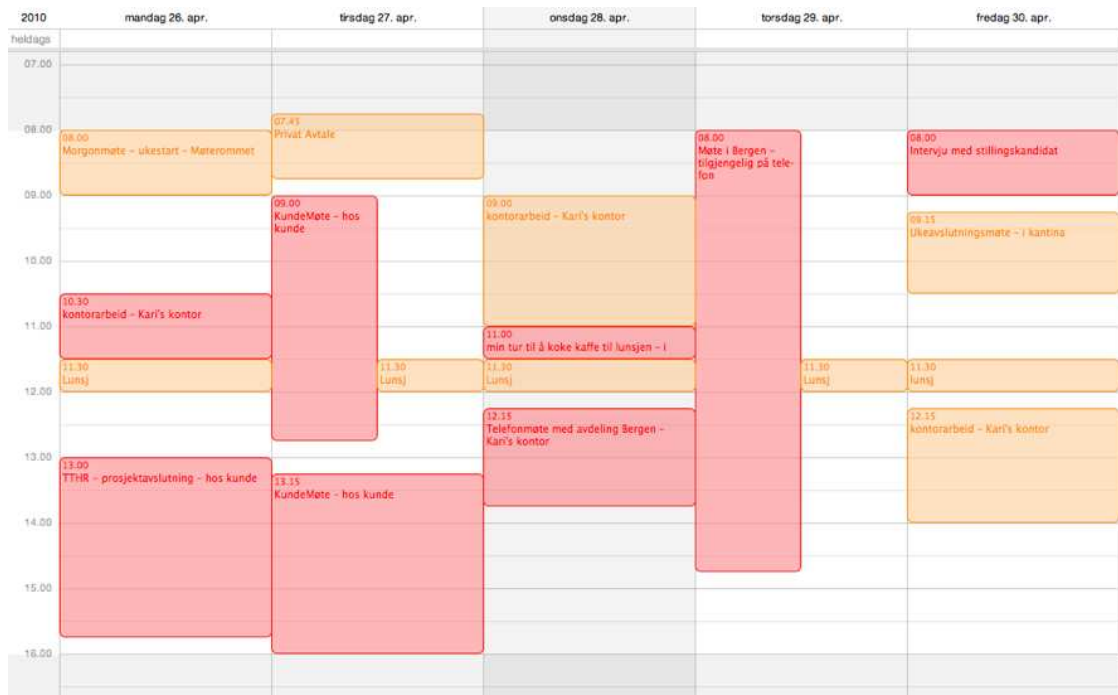 2010
mandag 26. apr.
tirsdag 27. apr.
onsdag 28. apr.
torsdag 29. apr.
fredag 30. apr.
heldags
07.00
08.00
09.00
10.00
11.00
12.00
13.00
14.00
15.00
16.00
08.00
Morgonmøte – ukestart – Møterommet
10.30
kontorarbeid – Kari's kontor
11.30
Lunsj
13.00
TTHR – prosjektavslutning – hos kunde
07.45
Privat Avtale
09.00
KundeMøte – hos
kunde
11.30
Lunsj
13.15
KundeMøte – hos kunde
09.00
kontorarbeid – Kari's kontor
11.00
min tur til å koke kaffe til lunsjen – i
11.30
Lunsj
12.15
Telefonmøte med avdeling Bergen –
Kari's kontor
08.00
Møte i Bergen –
tilgjengelig på tele-
fon
11.30
Lunsj
08.00
Intervju med stillingskandidat
09.15
Ukeavslutningsmøte – i kantina
11.30
lunsj
12.15
kontorarbeid – Kari's kontor